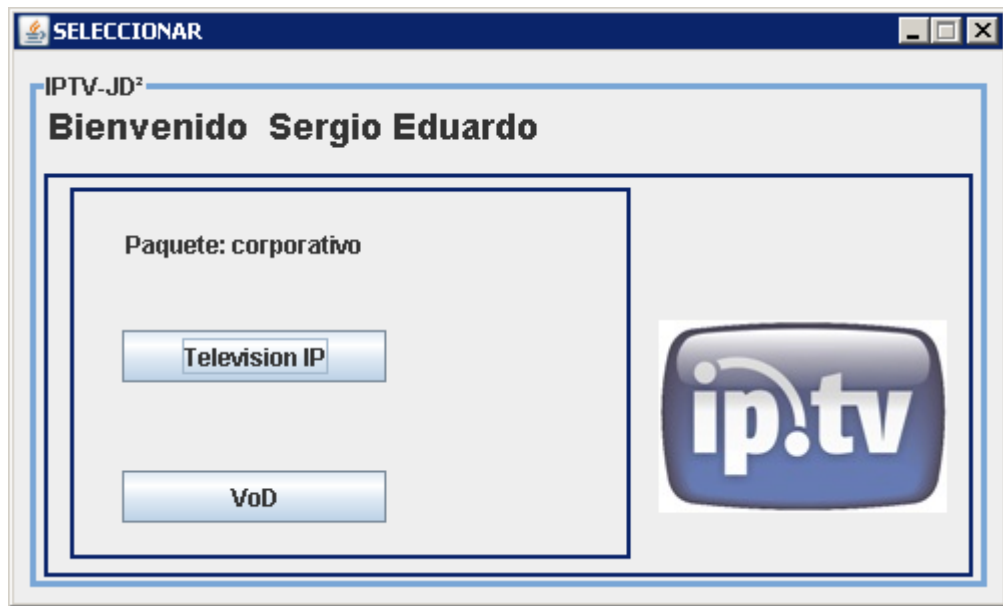 SELECCIONAR
IPTV-JD²
Bienvenido  Sergio Eduardo
Paquete: corporativo
Television IP
ip.tv
VoD